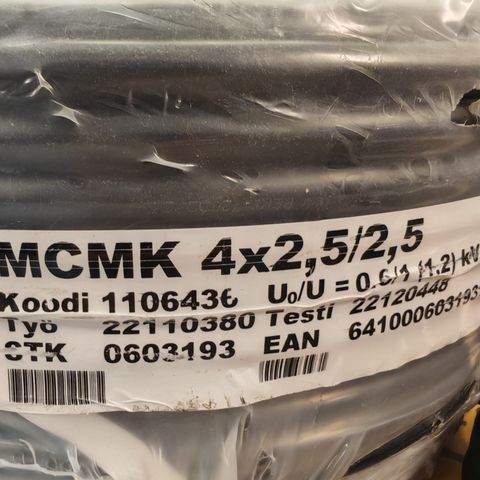 MCMK 4x2,5/2,5
Koodi 1106436 U₀/U = 0.6/1 (1.2) kV
Työ 22110380 Testi 22120448
STK 0603193 EAN 641000603193